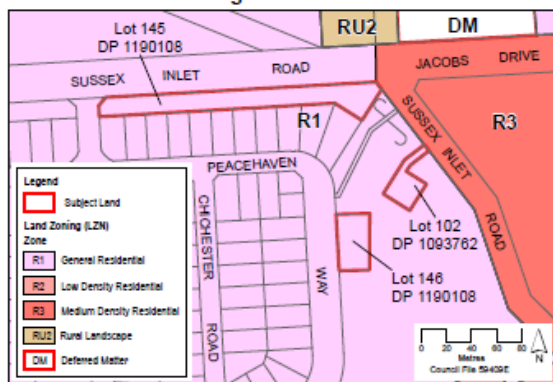 Lot 145
DP 1190108
RU2
DM
SUSSEX INLET ROAD
JACOBS DRIVE
R1
SUSSEX INLET ROAD
R3
PEACEHAVEN WAY
CHICHESTER ROAD
Lot 102
DP 1093762
Lot 146
DP 1190108
Legend
Subject Land
Land Zoning (LZN)
Zone
R1 General Residential
R2 Low Density Residential
R3 Medium Density Residential
RU2 Rural Landscape
DM Deferred Matter
0 20 40 60 80
Metres
N
Council File 59409E